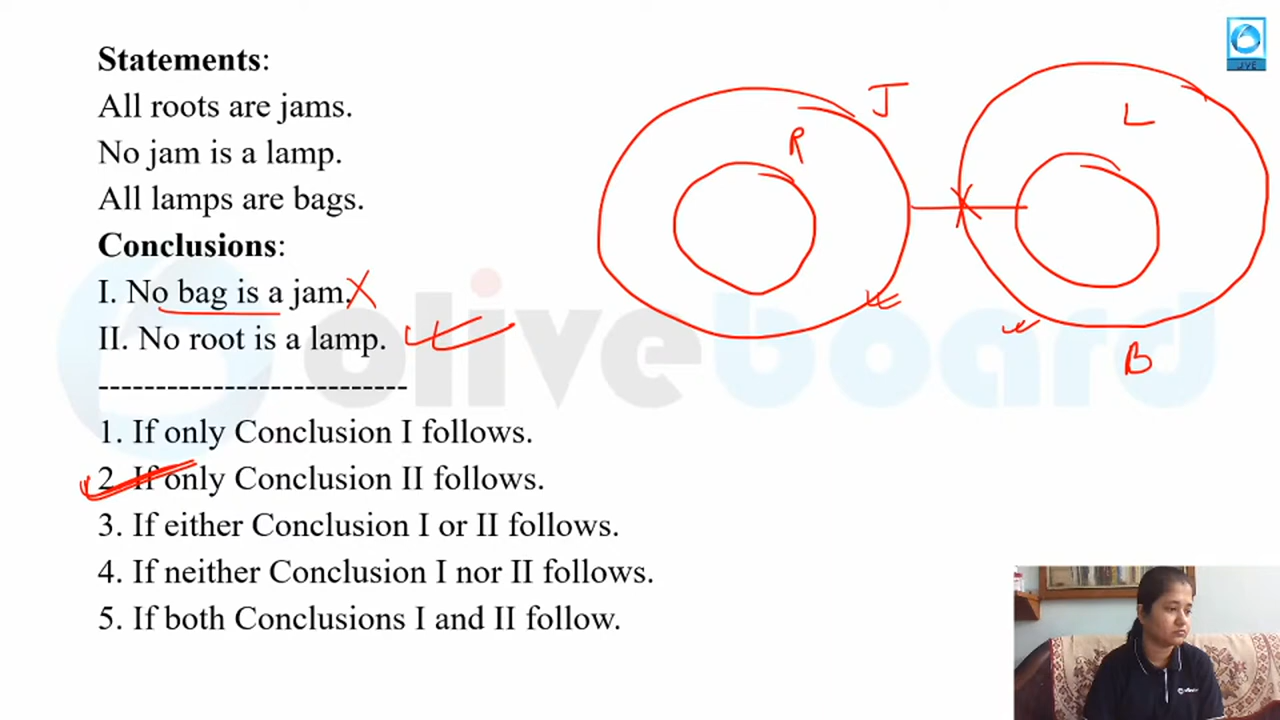 LIVE
Statements:
All roots are jams.
No jam is a lamp.
All lamps are bags.
Conclusions:
I. No bag is a jam.
II. No root is a lamp.
---------------------------
1. If only Conclusion I follows.
2. If only Conclusion II follows.
3. If either Conclusion I or II follows.
4. If neither Conclusion I nor II follows.
5. If both Conclusions I and II follow.
J
R
L
B
oliveboard